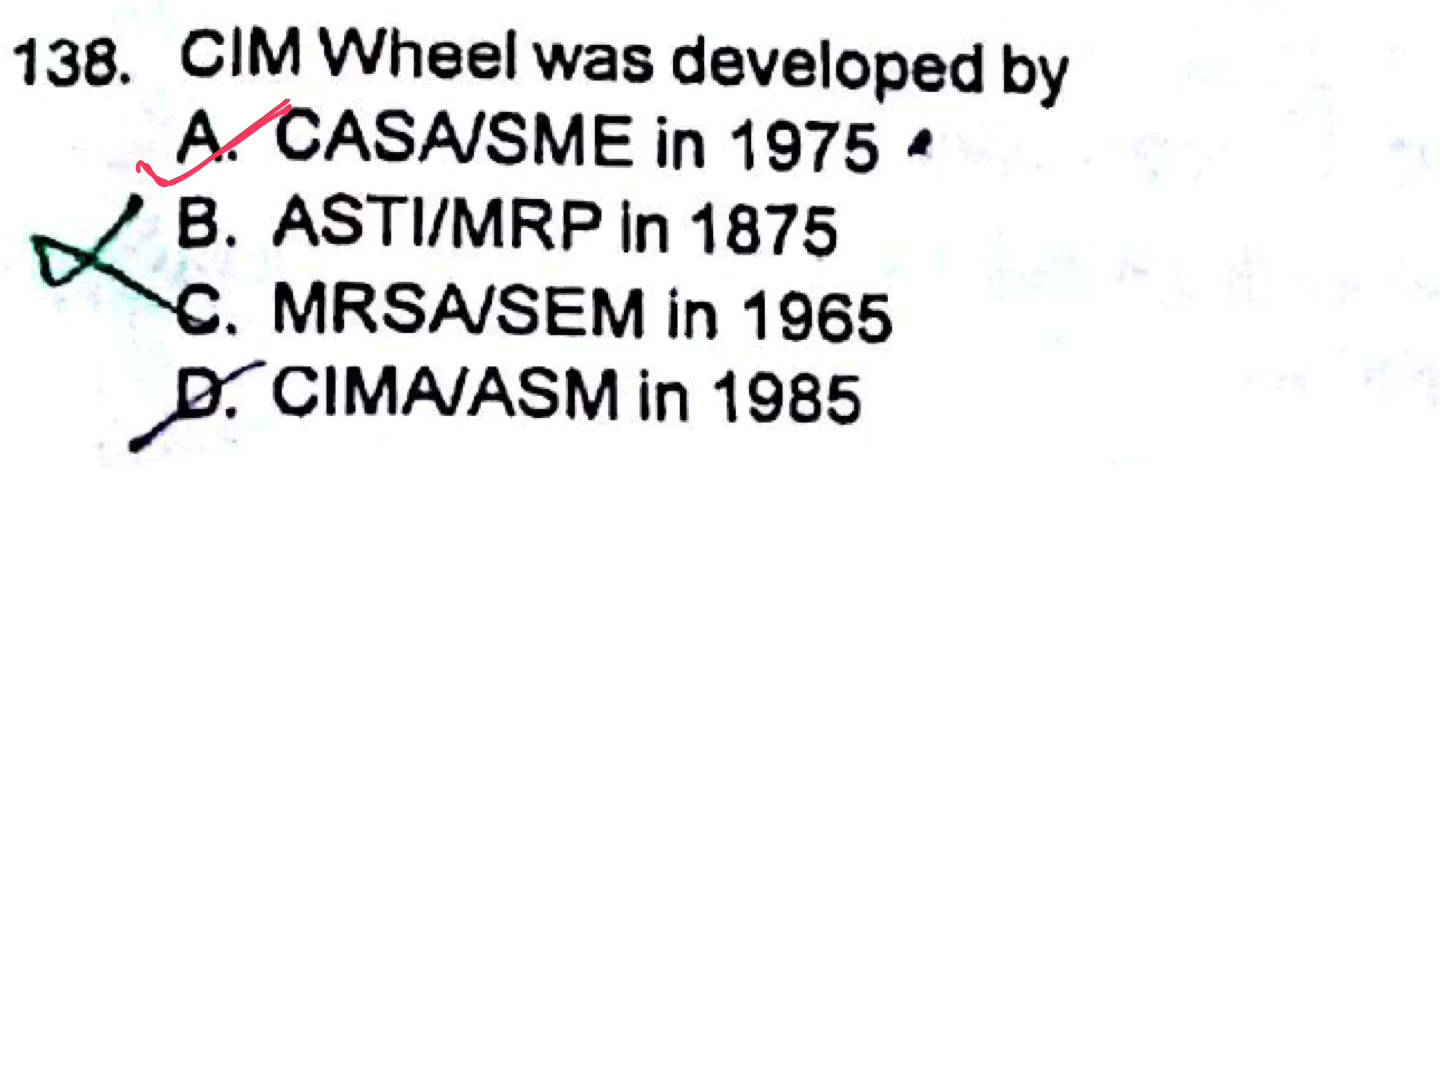 138. CIM Wheel was developed by
A. CASA/SME in 1975
B. ASTI/MRP in 1875
C. MRSA/SEM in 1965
D. CIMA/ASM in 1985